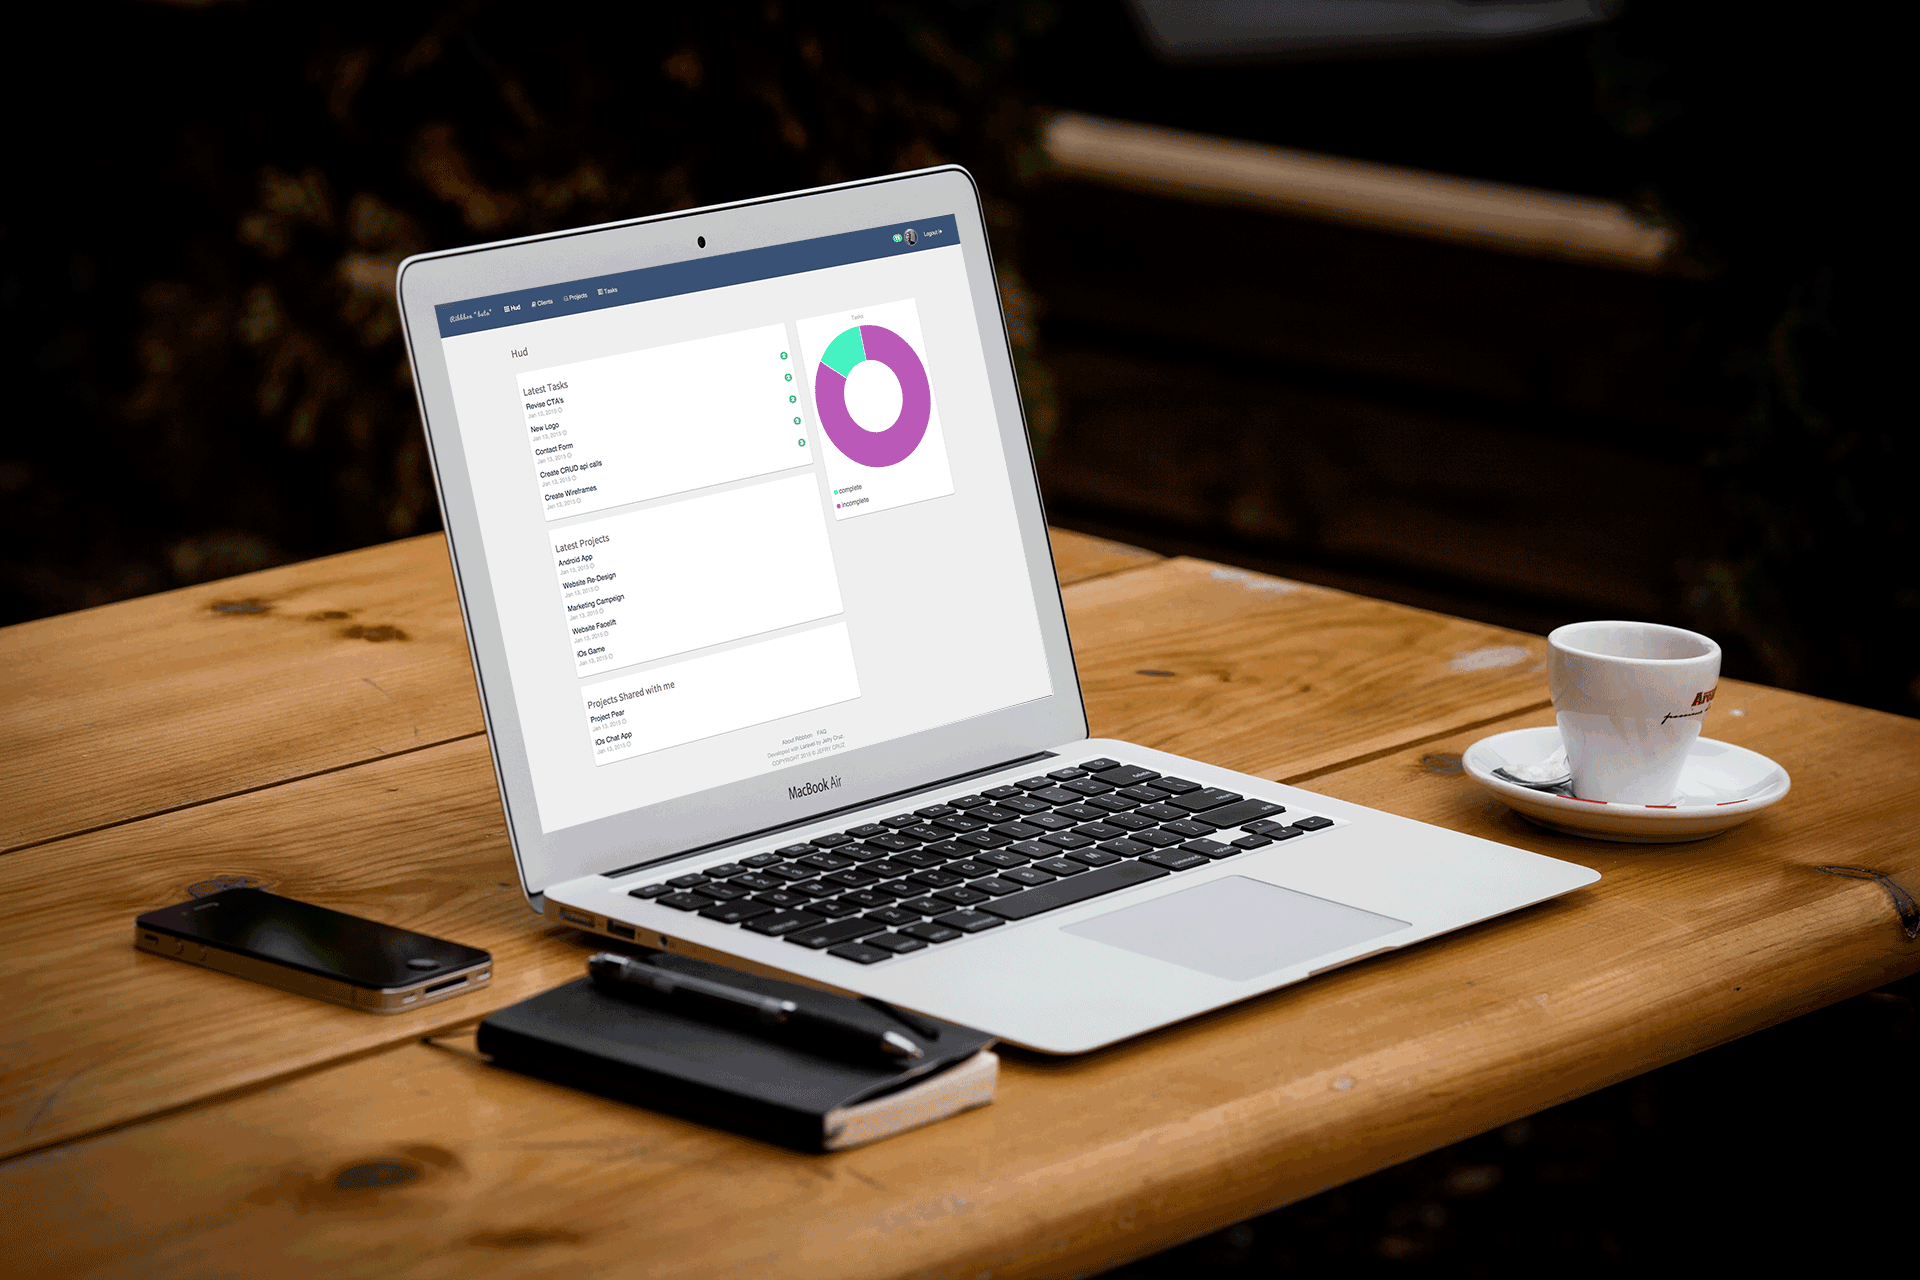 Ribbbon "beta"
Hud
Clients
Projects
Tasks
Logout
Hud
Latest Tasks
Revise CTA's
Jan 13, 2015
New Logo
Jan 13, 2015
Contact Form
Jan 13, 2015
Create CRUD api calls
Jan 13, 2015
Create Wireframes
Jan 13, 2015
Tasks
complete
incomplete
Latest Projects
Android App
Jan 13, 2015
Website Re-Design
Jan 13, 2015
Marketing Campaign
Jan 13, 2015
Website Facelift
Jan 13, 2015
iOs Game
Jan 13, 2015
Projects Shared with me
Project Pear
Jan 13, 2015
iOs Chat App
Jan 13, 2015
About Ribbbon FAQ
Developed with Laravel by Jefry Cruz.
COPYRIGHT 2015 © JEFRY CRUZ
MacBook Air